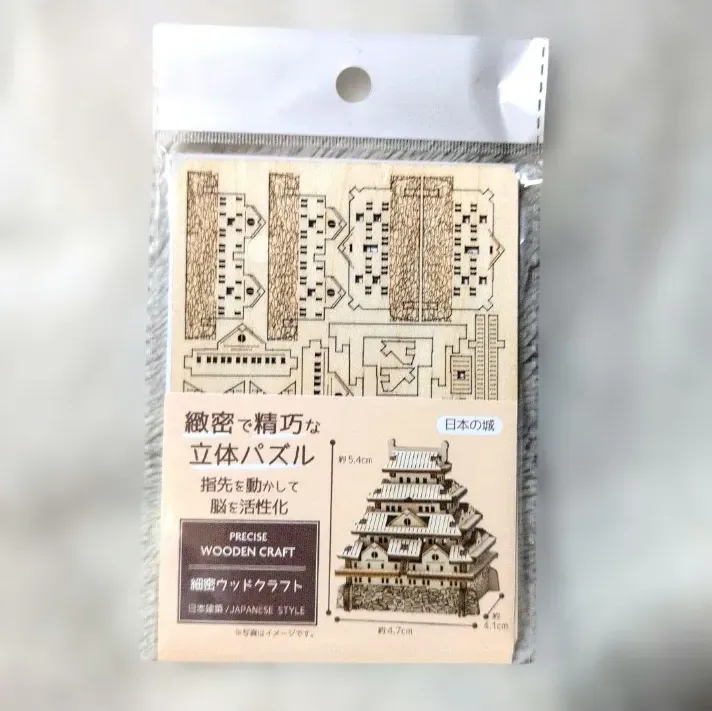 緻密で精巧な
立体パズル
指先を動かして
脳を活性化
PRECISE
WOODEN CRAFT
細密ウッドクラフト
日本建築/JAPANESE STYLE
※写真はイメージです。
日本の城
約5.4cm
約4.7cm
約
4.1cm